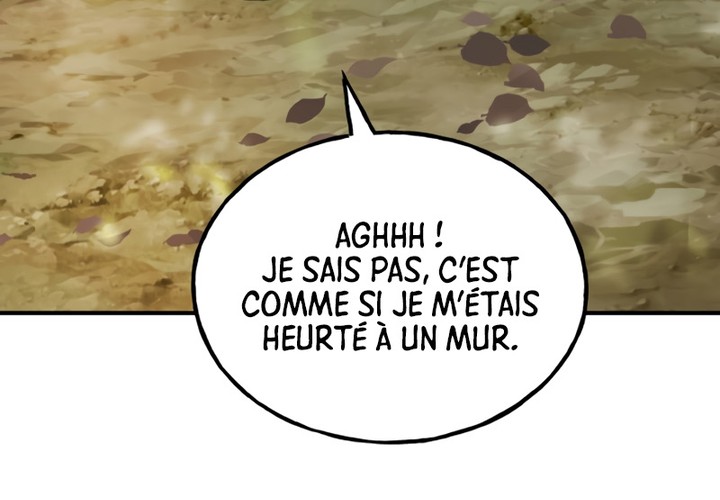 AGHHH !
JE SAIS PAS, C'EST
COMME SI JE M'ÉTAIS
HEURTÉ À UN MUR.